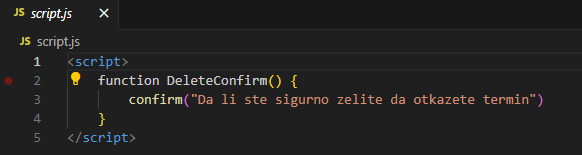 JS script.js ×
JS script.js
1 <script>
2 function DeleteConfirm() {
3 confirm("Da li ste sigurno zelite da otkazete termin")
4 }
5 </script>